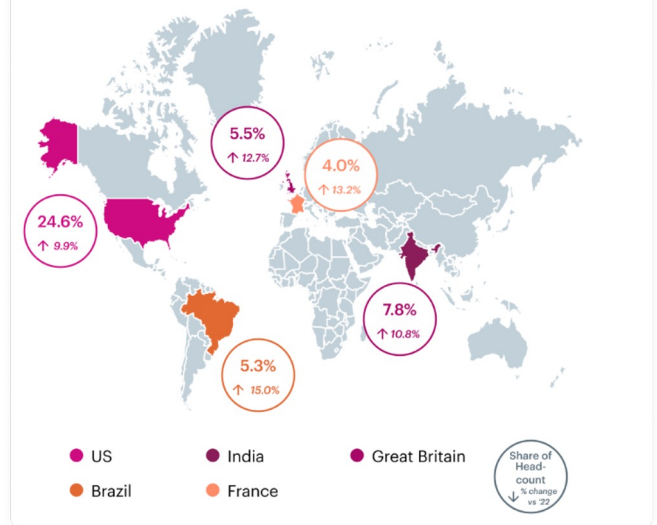 5.5%
↑ 12.7%
4.0%
↑ 13.2%
24.6%
↑ 9.9%
7.8%
↑ 10.8%
5.3%
↑ 15.0%
US
India
Great Britain
Brazil
France
Share of
Head-
count
↓ % change
vs '22